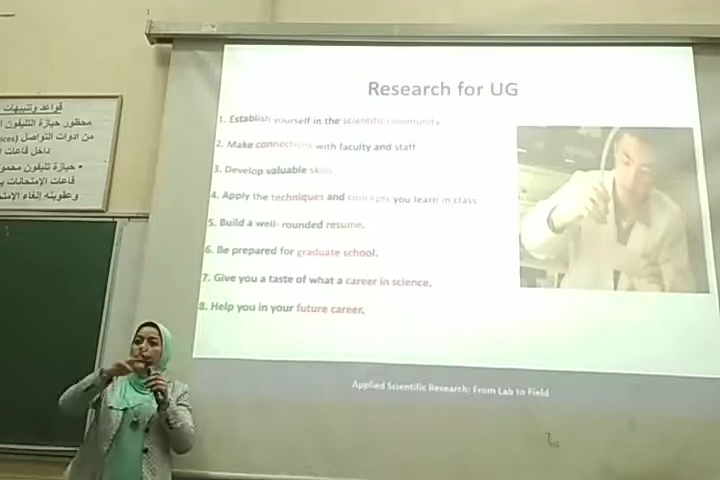 قواعد وتنبيهات
محظور حيازة التليفون
من ادوات التواصل (ices
داخل قاعات
• حيازة تليفون محمو
قاعات الإمتحانات
وعقوبته إلغاء الإمت
Research for UG
1. Establish yourself in the scientific community
2. Make connections with faculty and staff
3. Develop valuable skills
4. Apply the techniques and concepts you learn in class
5. Build a well- rounded resume.
6. Be prepared for graduate school.
7. Give you a taste of what a career in science.
8. Help you in your future career.
Applied Scientific Research: From Lab to Field